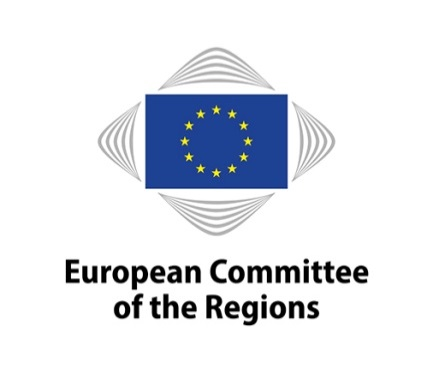 European Committee
of the Regions